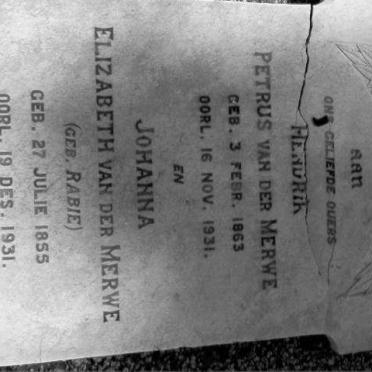 aan
ONS GELIEFDE OUERS
HENDRIK
PETRUS VAN DER MERWE
GEB. 3 FEBR. 1863
OORL. 16 NOV. 1931.
EN
JOHANNA
ELIZABETH VAN DER MERWE
(GEB. RABIE)
GEB. 27 JULIE 1855
OORL. 19 DES. 1931.